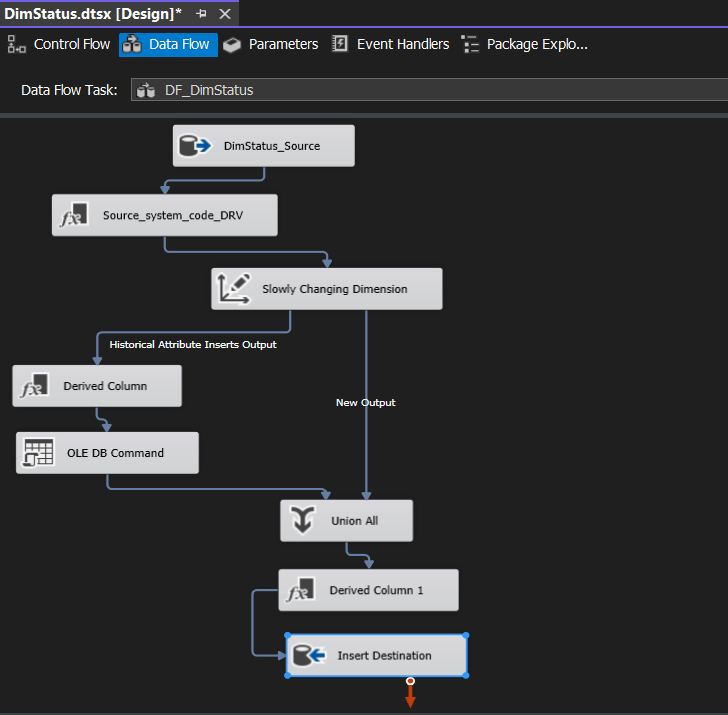 DimStatus.dtsx [Design]*
Control Flow
Data Flow
Parameters
Event Handlers
Package Explo...
Data Flow Task:
DF_DimStatus
DimStatus_Source
Source_system_code_DRV
Slowly Changing Dimension
Historical Attribute Inserts Output
Derived Column
New Output
OLE DB Command
Union All
Derived Column 1
Insert Destination